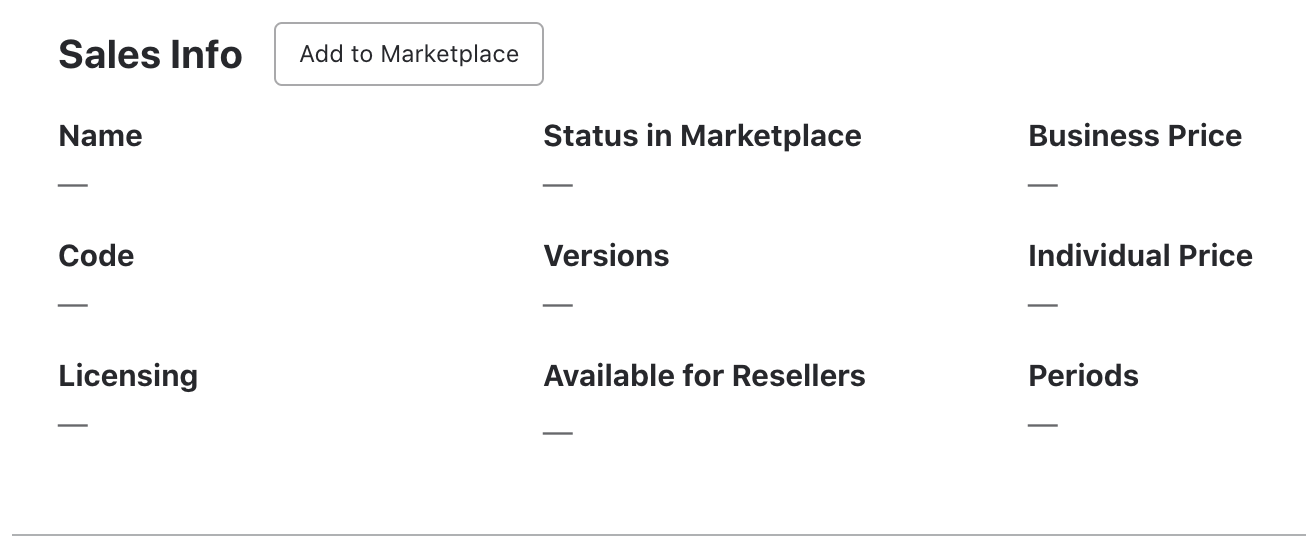 Sales Info Add to Marketplace
Name Status in Marketplace Business Price
— — —
Code Versions Individual Price
— — —
Licensing Available for Resellers Periods
— — —